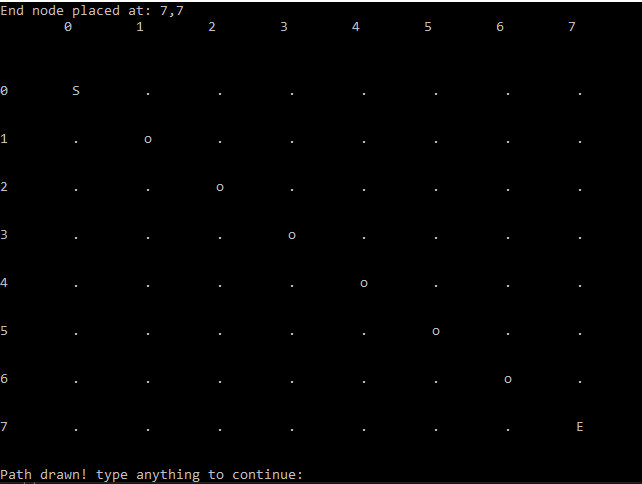 End node placed at: 7,7
0 1 2 3 4 5 6 7
0 S . . . . . . .
1 . o . . . . . .
2 . . o . . . . .
3 . . . o . . . .
4 . . . . o . . .
5 . . . . . o . .
6 . . . . . . o .
7 . . . . . . . E
Path drawn! type anything to continue: